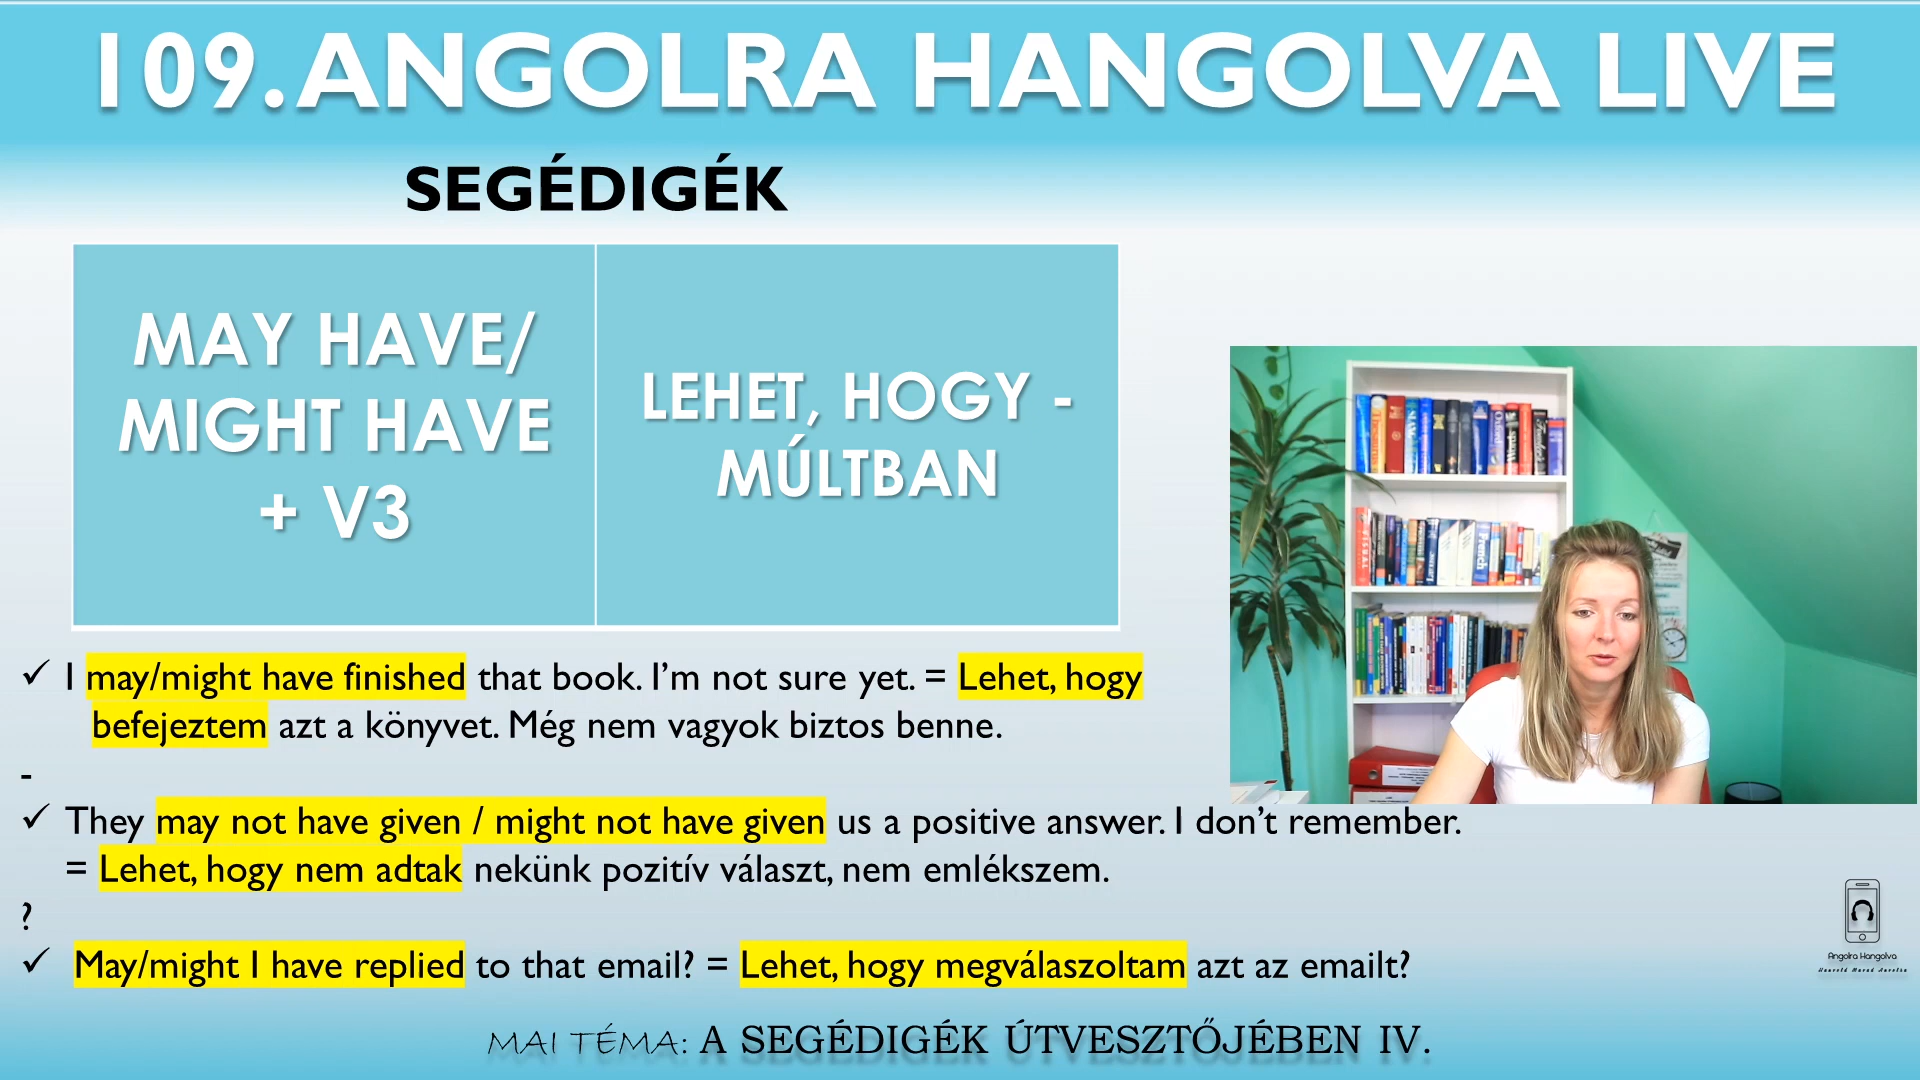 109. ANGOLRA HANGOLVA LIVE
SEGÉDIGÉK
MAY HAVE/
MIGHT HAVE
+ V3
LEHET, HOGY -
MÚLTBAN
✓ I may/might have finished that book. I’m not sure yet. = Lehet, hogy
befejeztem azt a könyvet. Még nem vagyok biztos benne.
-
✓ They may not have given / might not have given us a positive answer. I don’t remember.
= Lehet, hogy nem adtak nekünk pozitív választ, nem emlékszem.
?
✓ May/might I have replied to that email? = Lehet, hogy megválaszoltam azt az emailt?
Angolra Hangolva
MAI TÉMA: A SEGÉDIGÉK ÚTVESZTŐJÉBEN IV.